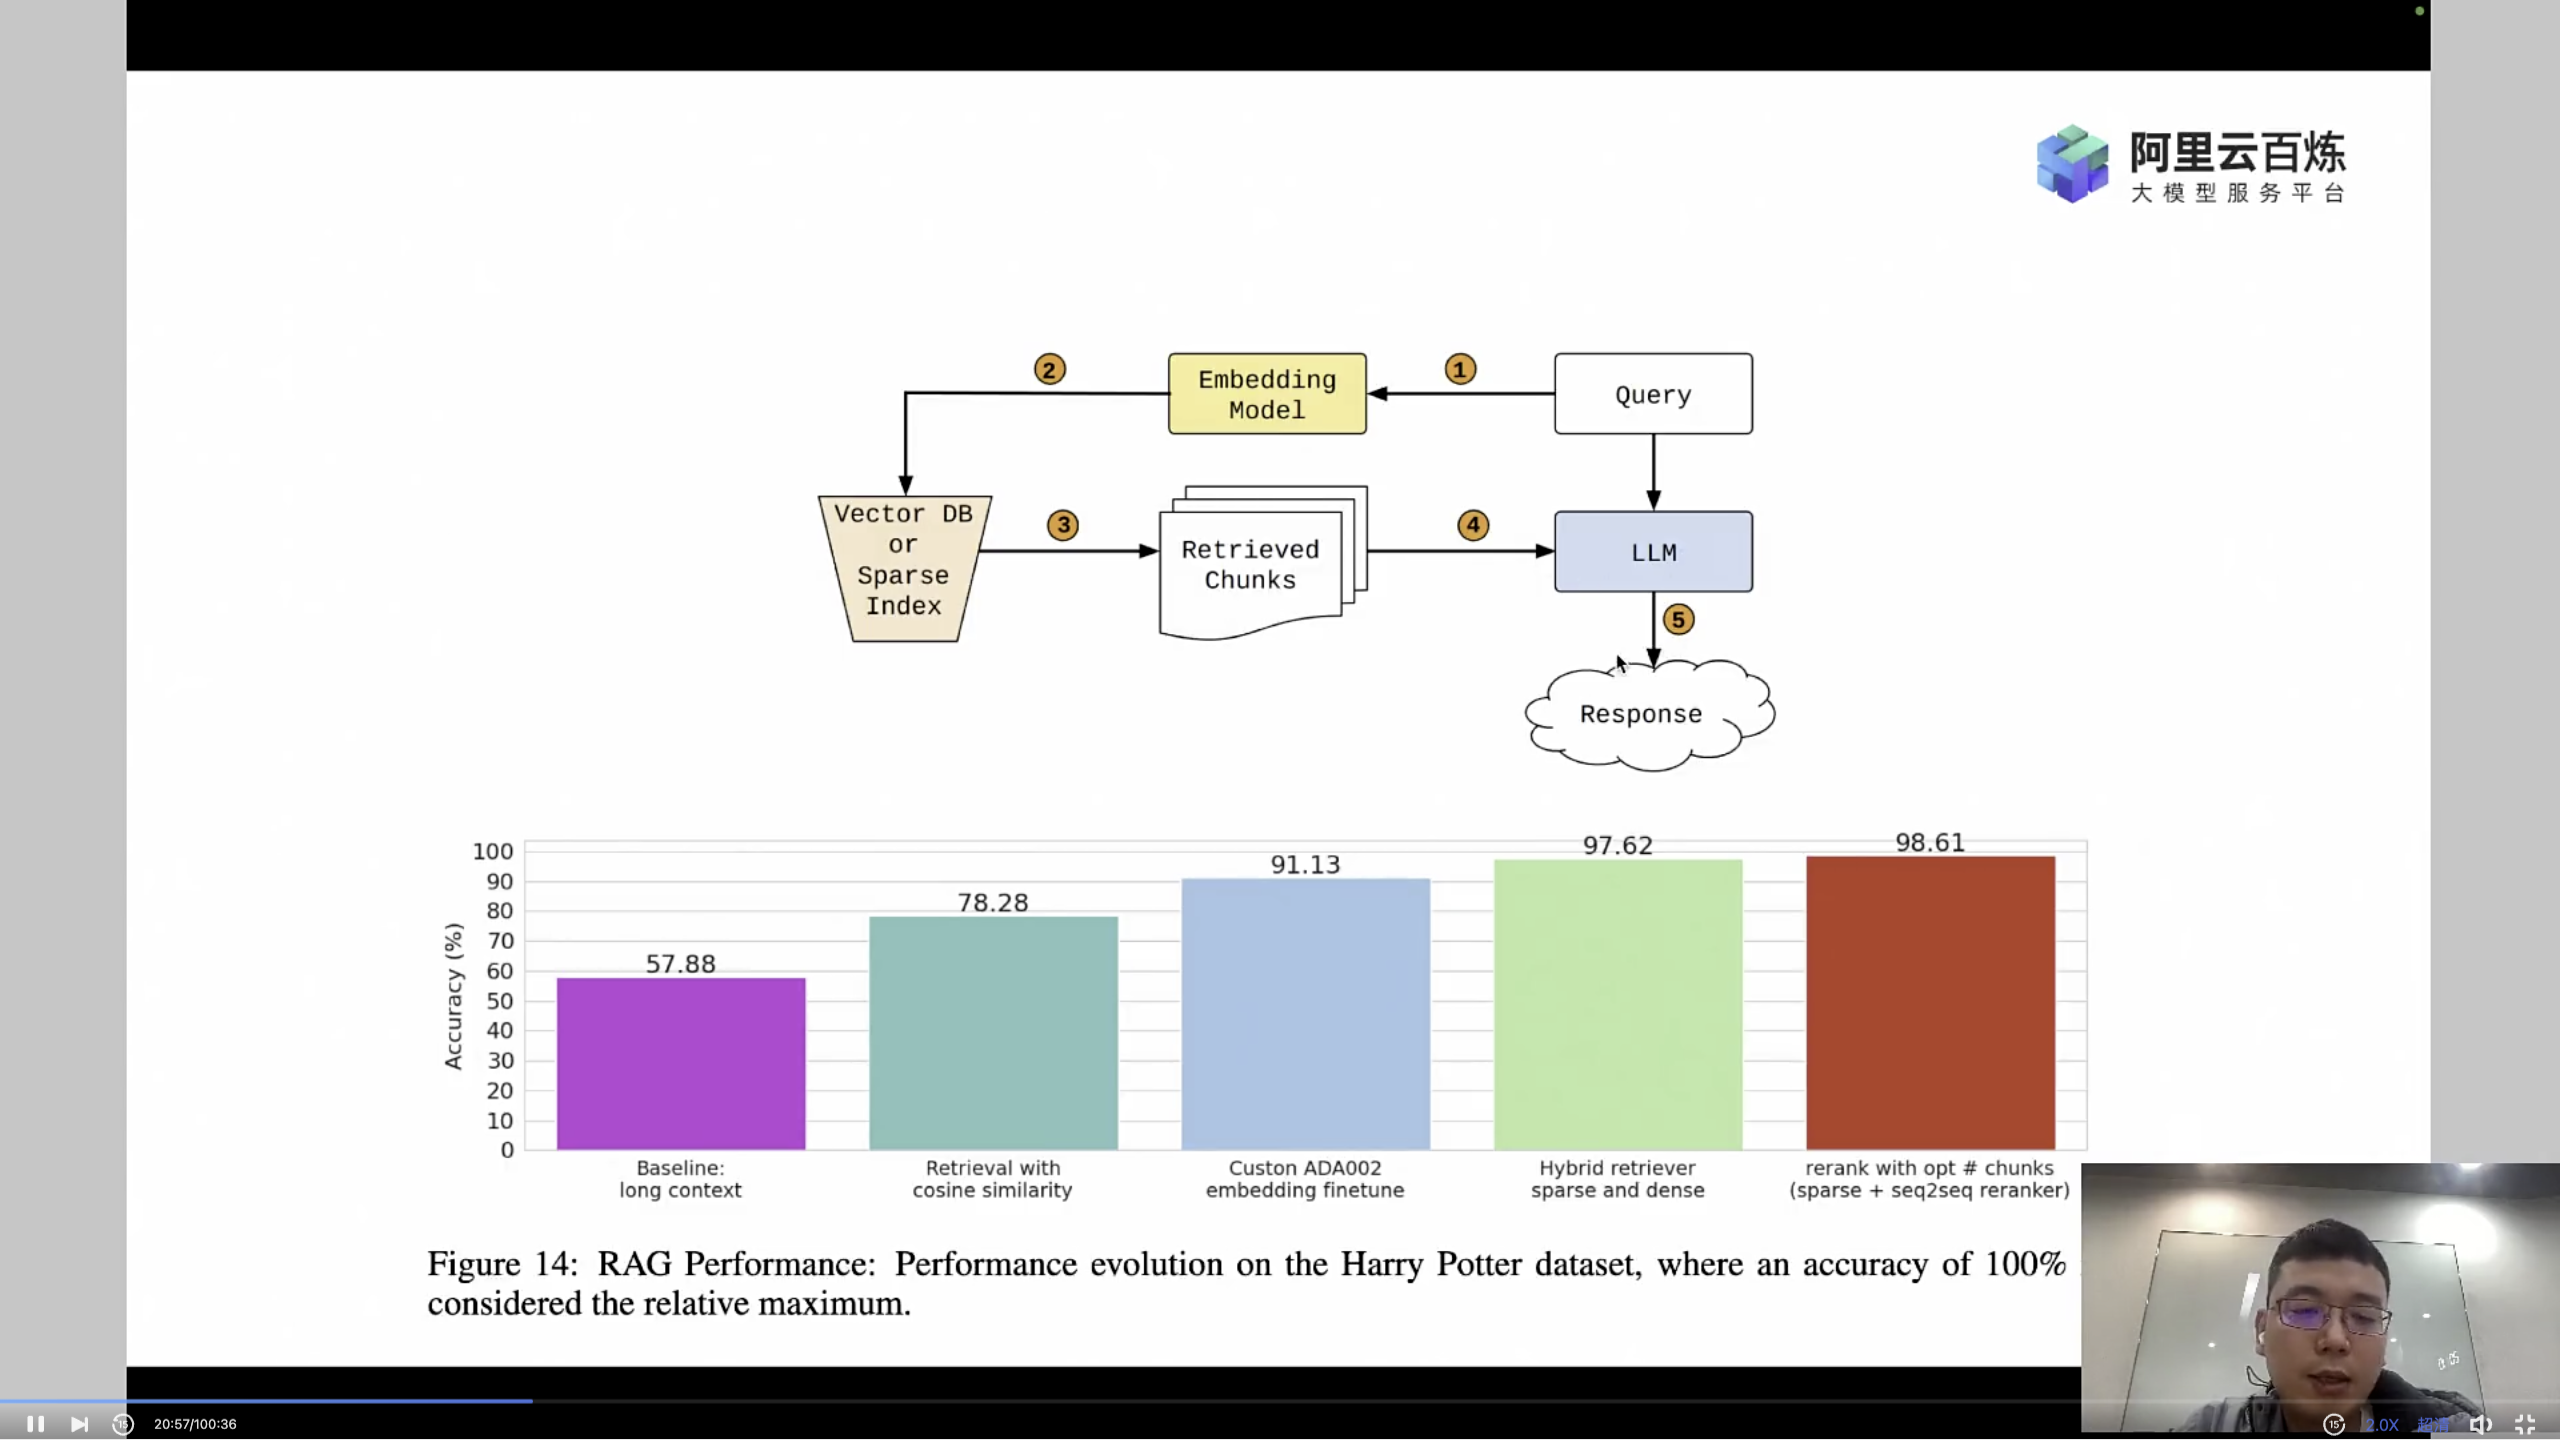 阿里云百炼
大模型服务平台
2
Embedding
Model
1
Query
Vector DB
or
Sparse
Index
3
Retrieved
Chunks
4
LLM
5
Response
Accuracy (%)
100
90
80
70
60
50
40
30
20
10
0
57.88
78.28
91.13
97.62
98.61
Baseline:
long context
Retrieval with
cosine similarity
Custon ADA002
embedding finetune
Hybrid retriever
sparse and dense
rerank with opt # chunks
(sparse + seq2seq reranker)
Figure 14: RAG Performance: Performance evolution on the Harry Potter dataset, where an accuracy of 100%
considered the relative maximum.
15
20:57/100:36
15
2.0X
超清